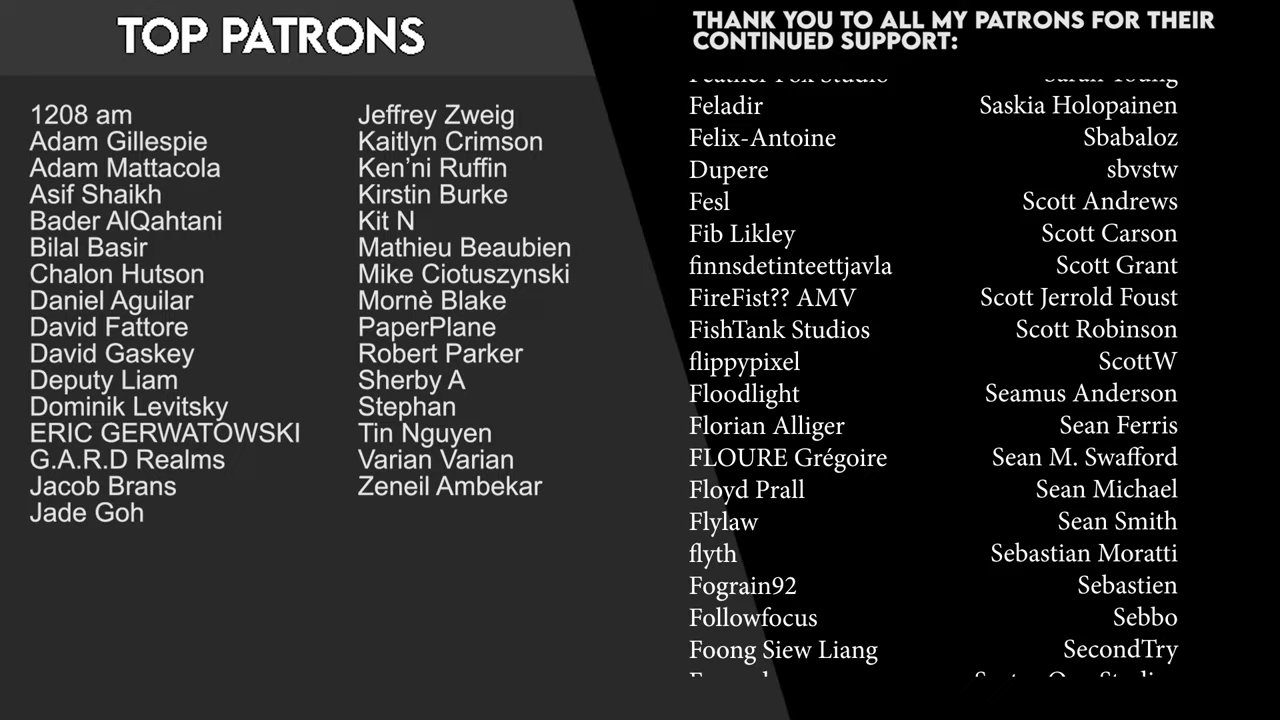 TOP PATRONS
1208 am
Adam Gillespie
Adam Mattacola
Asif Shaikh
Bader AlQahtani
Bilal Basir
Chalon Hutson
Daniel Aguilar
David Fattore
David Gaskey
Deputy Liam
Dominik Levitsky
ERIC GERWATOWSKI
G.A.R.D Realms
Jacob Brans
Jade Goh
Jeffrey Zweig
Kaitlyn Crimson
Ken’ni Ruffin
Kirstin Burke
Kit N
Mathieu Beaubien
Mike Ciotuszynski
Mornè Blake
PaperPlane
Robert Parker
Sherby A
Stephan
Tin Nguyen
Varian Varian
Zeneil Ambekar
THANK YOU TO ALL MY PATRONS FOR THEIR
CONTINUED SUPPORT:
Feather Fox Studio
Feladir
Felix-Antoine
Dupere
Fesl
Fib Likley
finnsdetinteettjavla
FireFist?? AMV
FishTank Studios
flippypixel
Floodlight
Florian Alliger
FLOURE Grégoire
Floyd Prall
Flylaw
flyth
Fograin92
Followfocus
Foong Siew Liang
Sarah Young
Saskia Holopainen
Sbabaloz
sbvstw
Scott Andrews
Scott Carson
Scott Grant
Scott Jerrold Foust
Scott Robinson
ScottW
Seamus Anderson
Sean Ferris
Sean M. Swafford
Sean Michael
Sean Smith
Sebastian Moratti
Sebastien
Sebbo
SecondTry